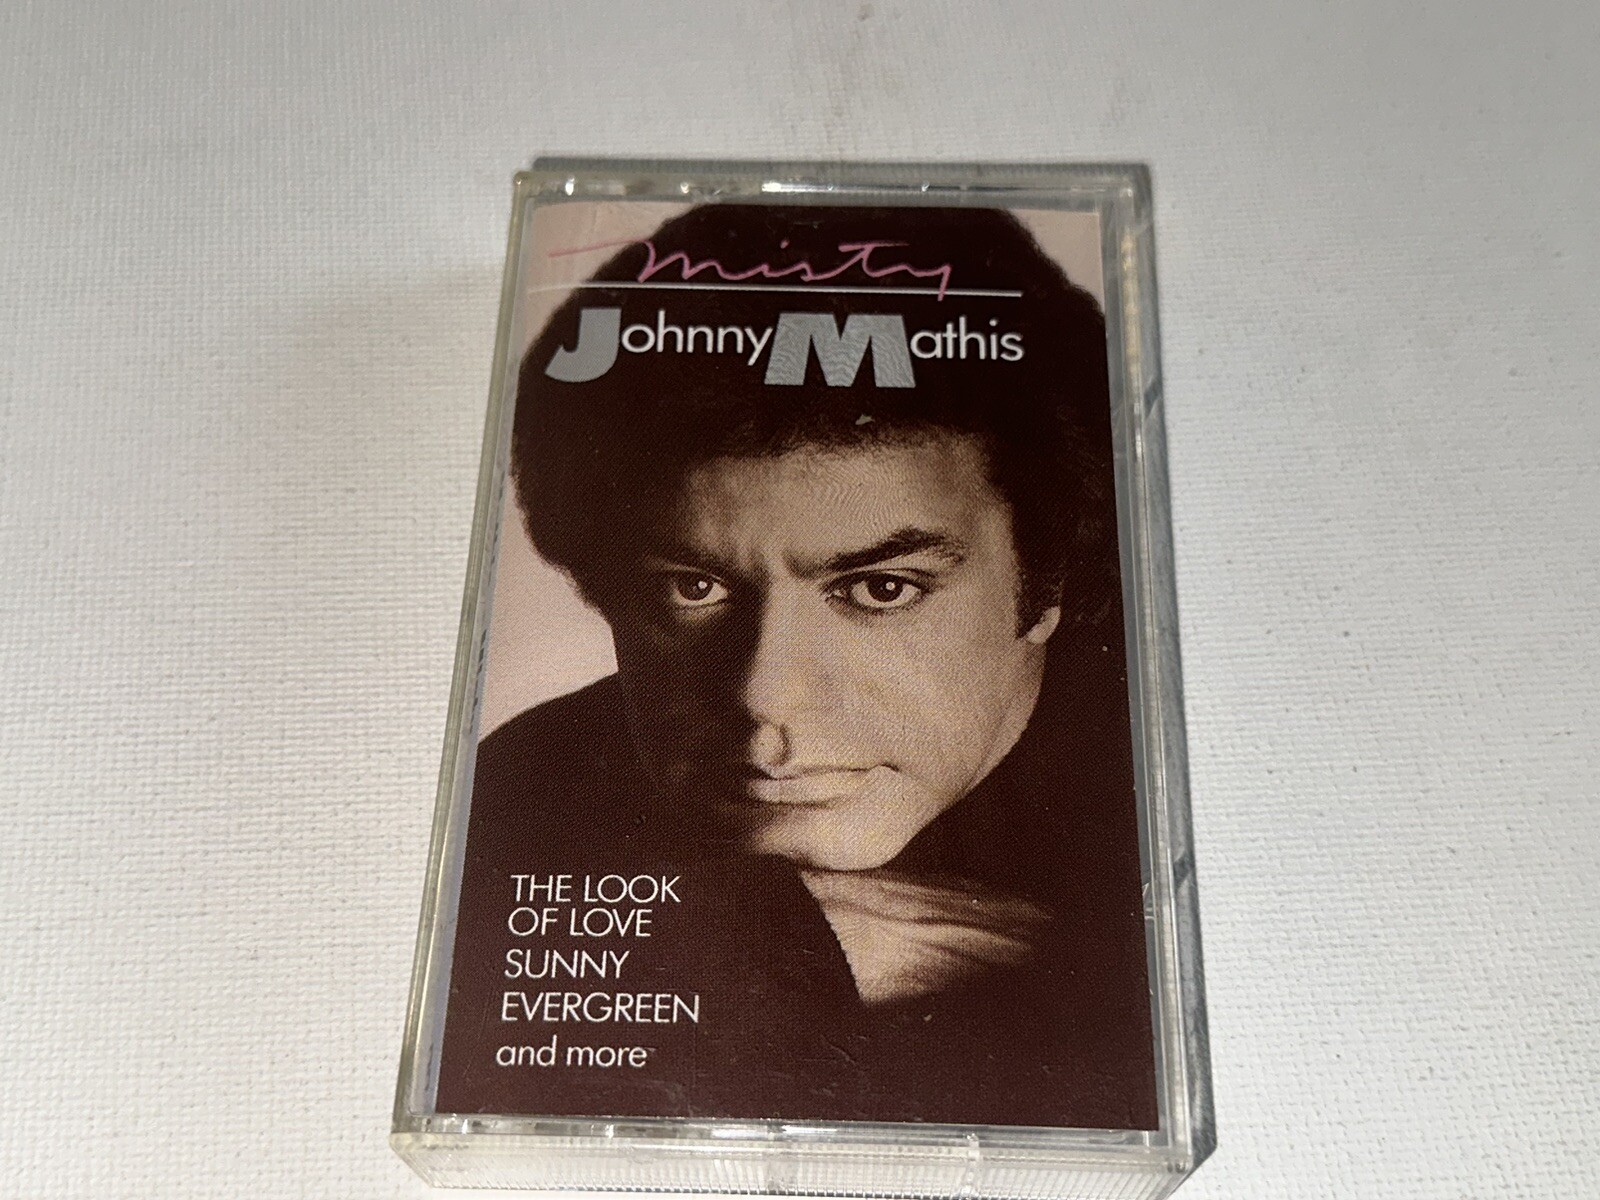 misty
Johnny Mathis
THE LOOK
OF LOVE
SUNNY
EVERGREEN
and more